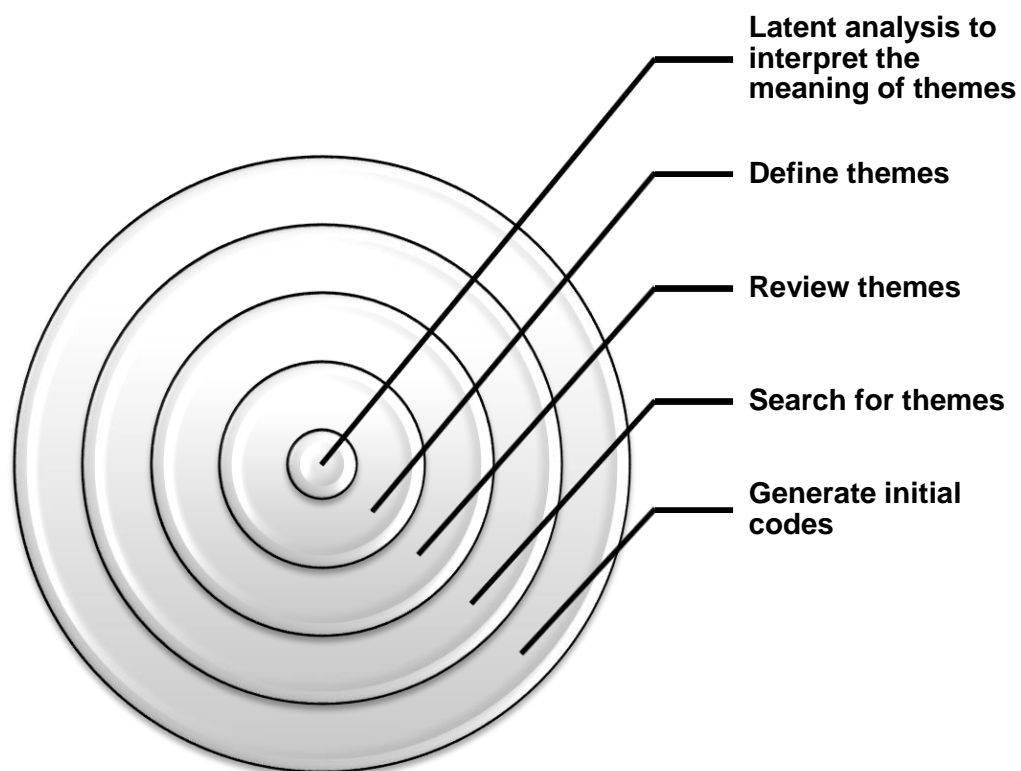 Latent analysis to
interpret the
meaning of themes
Define themes
Review themes
Search for themes
Generate initial
codes